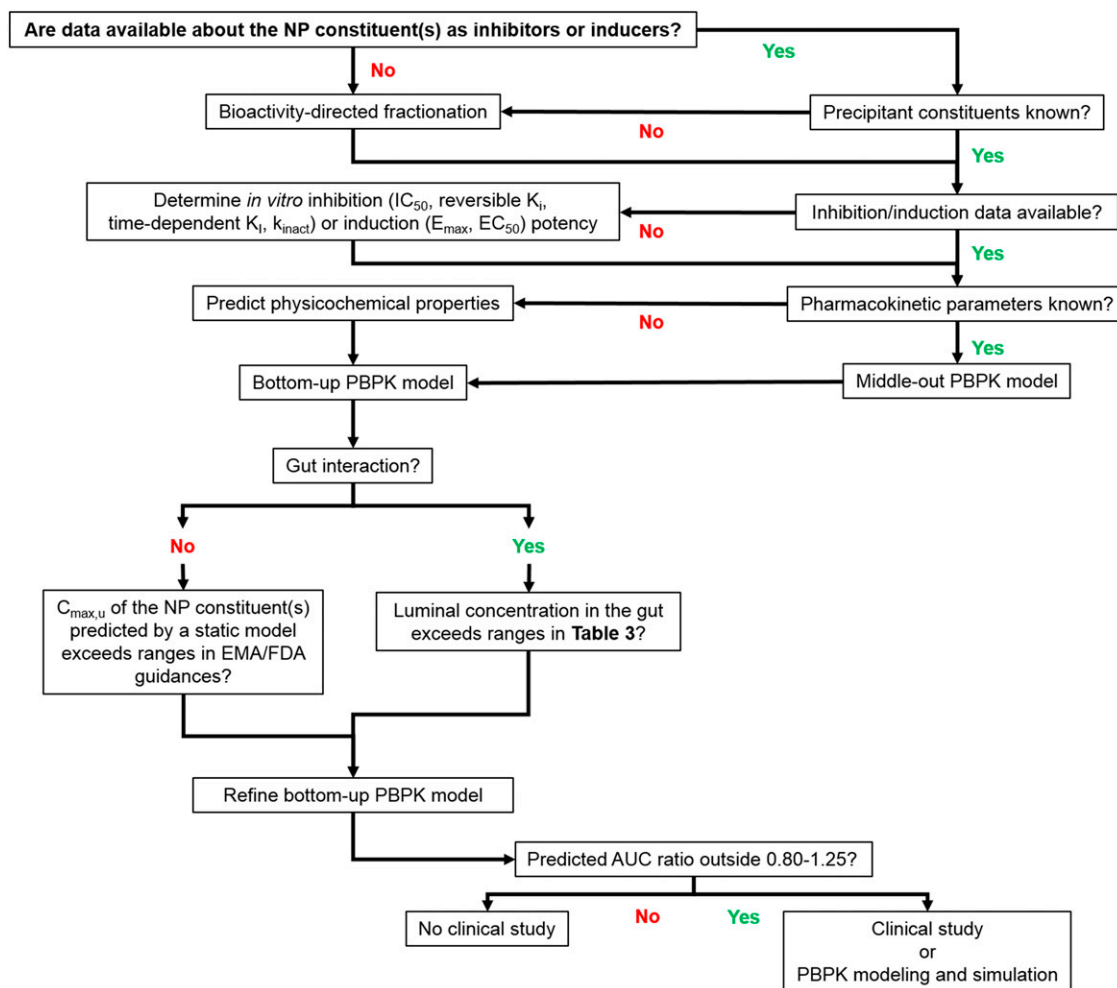 Are data available about the NP constituent(s) as inhibitors or inducers?
Yes
No
Bioactivity-directed fractionation
Precipitant constituents known?
No
Yes
Determine in vitro inhibition (IC50, reversible Ki,
time-dependent KI, kinact) or induction (Emax, EC50) potency
Inhibition/induction data available?
No
Yes
Predict physicochemical properties
Pharmacokinetic parameters known?
No
Yes
Bottom-up PBPK model
Middle-out PBPK model
Gut interaction?
No
Yes
Cmax,u of the NP constituent(s)
predicted by a static model
exceeds ranges in EMA/FDA
guidances?
Luminal concentration in the gut
exceeds ranges in Table 3?
Refine bottom-up PBPK model
Predicted AUC ratio outside 0.80-1.25?
No clinical study
No
Yes
Clinical study
or
PBPK modeling and simulation